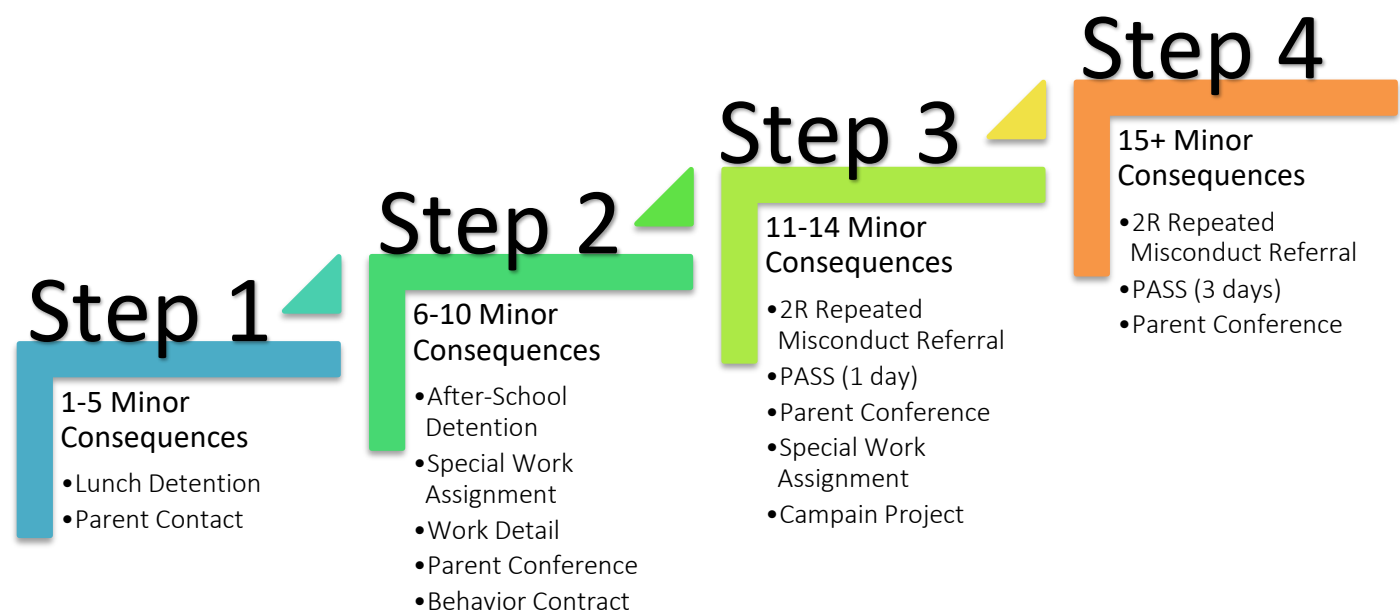 Step 1
1-5 Minor
Consequences
•Lunch Detention
•Parent Contact
Step 2
6-10 Minor
Consequences
•After-School
Detention
•Special Work
Assignment
•Work Detail
•Parent Conference
•Behavior Contract
Step 3
11-14 Minor
Consequences
•2R Repeated
Misconduct Referral
•PASS (1 day)
•Parent Conference
•Special Work
Assignment
•Campain Project
Step 4
15+ Minor
Consequences
•2R Repeated
Misconduct Referral
•PASS (3 days)
•Parent Conference